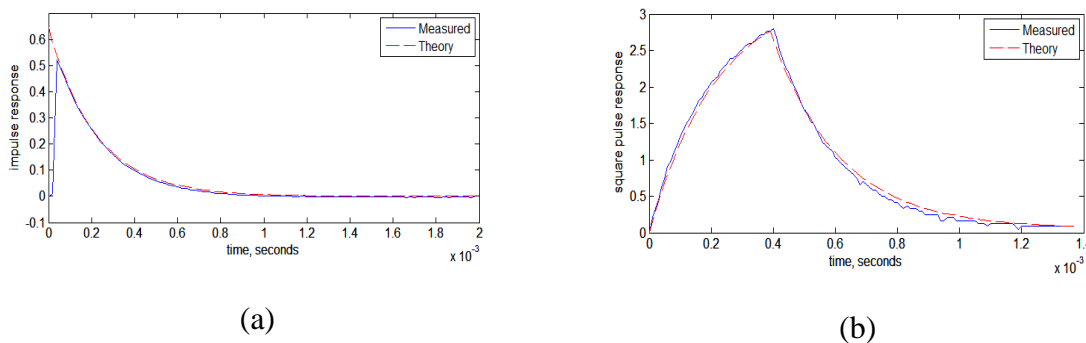 impulse response
0.6
0.5
0.4
0.3
0.2
0.1
0
-0.1
0 0.2 0.4 0.6 0.8 1 1.2 1.4 1.6 1.8 2
x 10⁻³
time, seconds
Measured
Theory
(a)
square pulse response
3
2.5
2
1.5
1
0.5
0
0 0.2 0.4 0.6 0.8 1 1.2 1.4
x 10⁻³
time, seconds
Measured
Theory
(b)